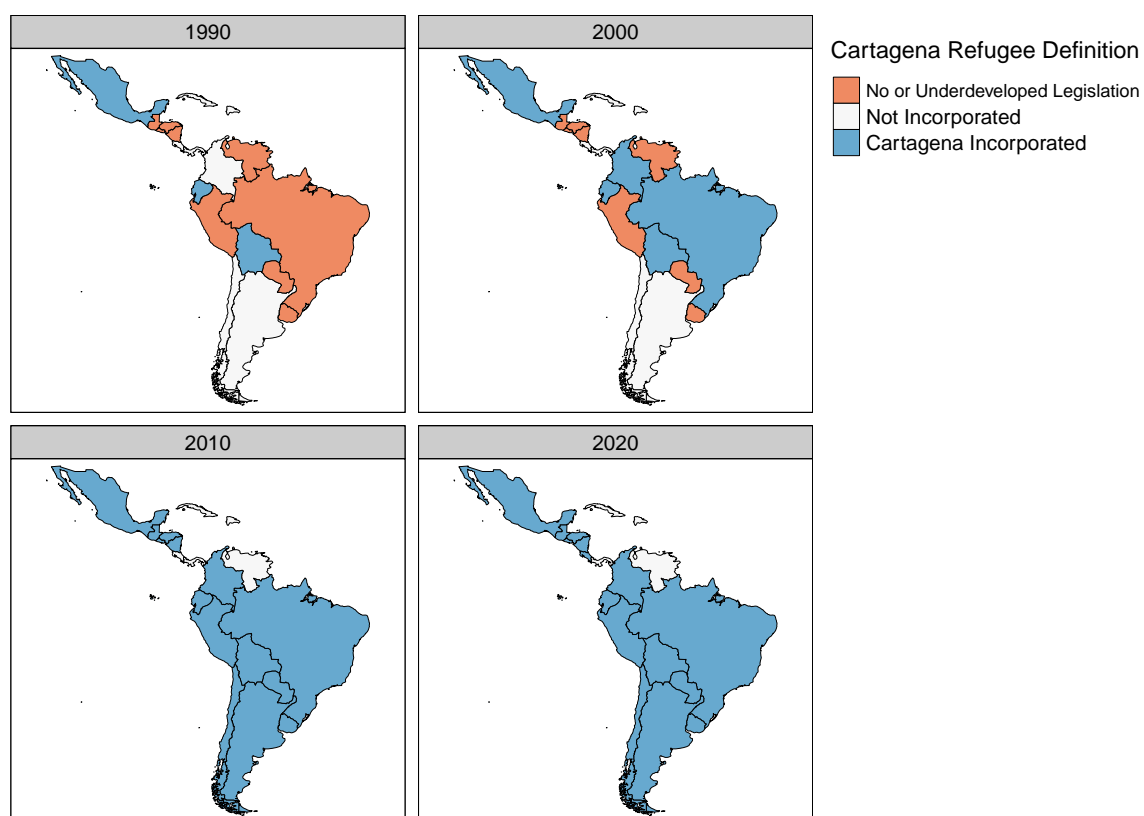 1990
2000
Cartagena Refugee Definition
No or Underdeveloped Legislation
Not Incorporated
Cartagena Incorporated
2010
2020